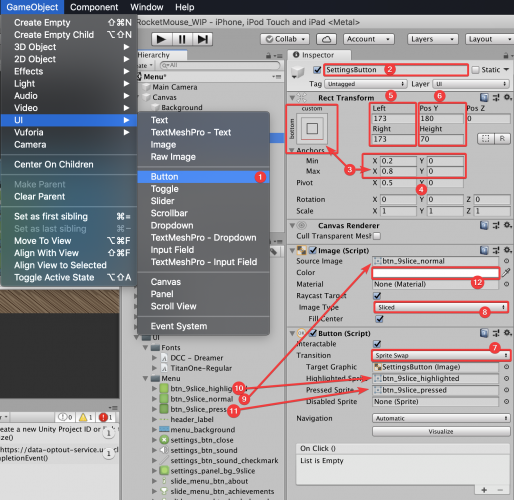 GameObject Component Window Help
RocketMouse_WIP - iPhone, iPod Touch and iPad <Metal>
Create Empty ⇧⌘N
Create Empty Child ⌥⇧N
3D Object
2D Object
Effects
Light
Audio
Video
UI
Vuforia
Camera
Center On Children
Make Parent
Clear Parent
Set as first sibling ⌘=
Set as last sibling ⌘-
Move To View ⌥⌘F
Align With View ⇧⌘F
Align View to Selected
Toggle Active State ⌥⇧A
Text
TextMeshPro - Text
Image
Raw Image
Button 1
Toggle
Slider
Scrollbar
Dropdown
TextMeshPro - Dropdown
Input Field
TextMeshPro - Input Field
Canvas
Panel
Scroll View
Event System
Collab
Account
Layers
Layout
Hierarchy
All
Menu*
Main Camera
Canvas
Background
UI
Fonts
DCC - Dreamer
TitanOne-Regular
Menu
btn_9slice_highlighted 10
btn_9slice_normal 9
btn_9slice_pressed 11
header_label
menu_background
settings_btn_close
settings_btn_sound
settings_btn_sound_checkmark
settings_panel_bg_9slice
slide_menu_btn_about
slide_menu_btn_achievements
0 1 1
eate a new Unity Project ID or
ize()
1
https://data-optout-service.u
mpletionEvent()
1
Inspector
SettingsButton 2
Static
Tag Untagged Layer UI
Rect Transform
5 6
custom
bottom
Left Pos Y Pos Z
173 180 0
Right Height
173 70
R
Anchors
Min X 0.2 Y 0
3
Max X 0.8 Y 0
4
Pivot X 0.5 Y 0
Rotation X 0 Y 0 Z 0
Scale X 1 Y 1 Z 1
Canvas Renderer
Cull Transparent Mesh
Image (Script)
Source Image btn_9slice_normal
Color
Material None (Material) 12
Raycast Target
Image Type Sliced 8
Fill Center
Button (Script)
Interactable
7
Transition Sprite Swap
Target Graphic SettingsButton (Image)
Highlighted Sprite btn_9slice_highlighted
Pressed Sprite btn_9slice_pressed
Disabled Sprite None (Sprite)
Navigation Automatic
Visualize
On Click ()
List is Empty
+ −